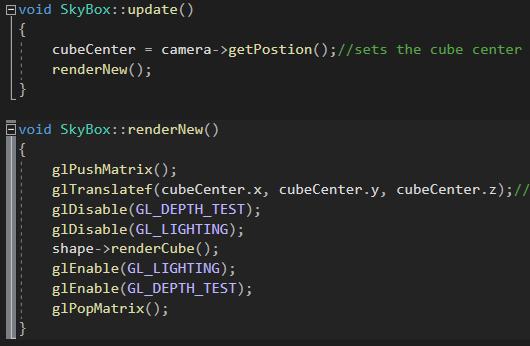 void SkyBox::update()
{
cubeCenter = camera->getPostion();//sets the cube center
renderNew();
}
void SkyBox::renderNew()
{
glPushMatrix();
glTranslatef(cubeCenter.x, cubeCenter.y, cubeCenter.z);//
glDisable(GL_DEPTH_TEST);
glDisable(GL_LIGHTING);
shape->renderCube();
glEnable(GL_LIGHTING);
glEnable(GL_DEPTH_TEST);
glPopMatrix();
}